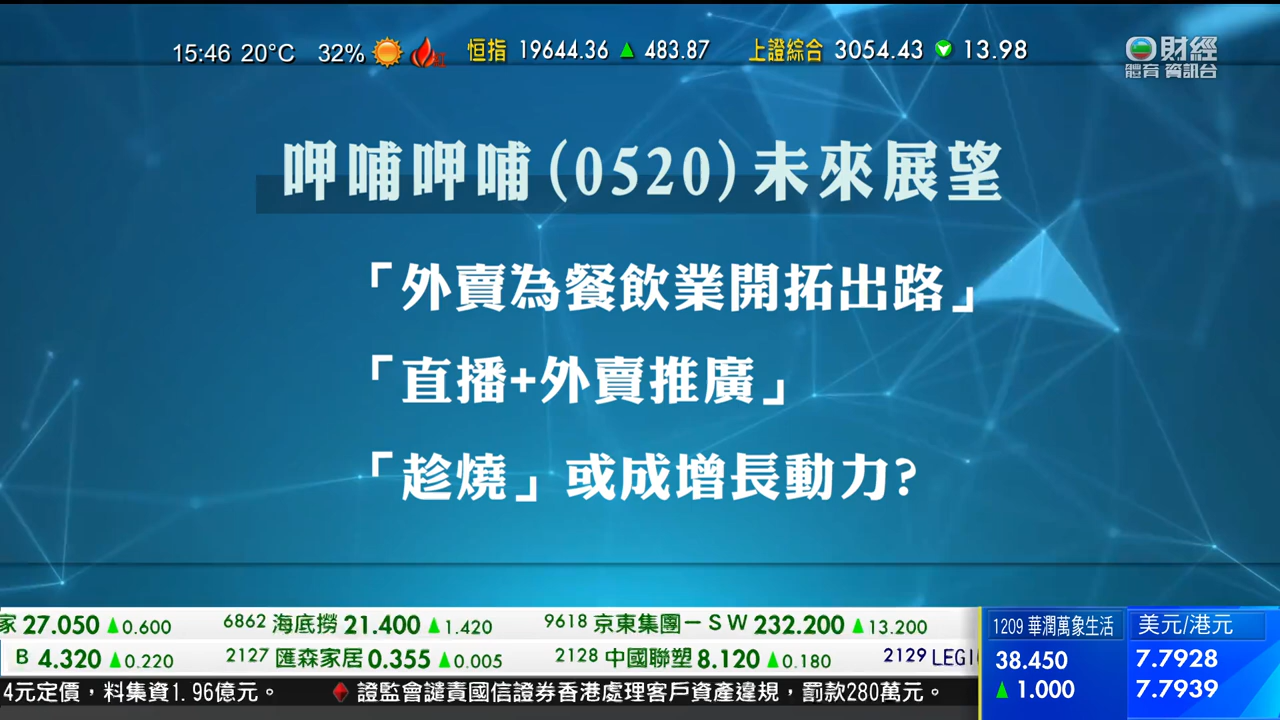 15:46 20°C 32% 恒指 19644.36 ▲ 483.87 上證綜合 3054.43 ▼ 13.98
財經
體育 資訊台
呷哺呷哺(0520)未來展望
「外賣為餐飲業開拓出路」
「直播+外賣推廣」
「趁燒」或成增長動力?
家 27.050 ▲0.600 6862 海底撈 21.400 ▲1.420 9618 京東集團－ＳＷ 232.200 ▲13.200
B 4.320 ▲0.220 2127 匯森家居 0.355 ▲0.005 2128 中國聯塑 8.120 ▲0.180 2129 LEGI
4元定價，料集資1.96億元。 ♦ 證監會譴責國信證券香港處理客戶資產違規，罰款280萬元。
1209 華潤萬象生活
38.450
▲ 1.000
美元/港元
7.7928
7.7939